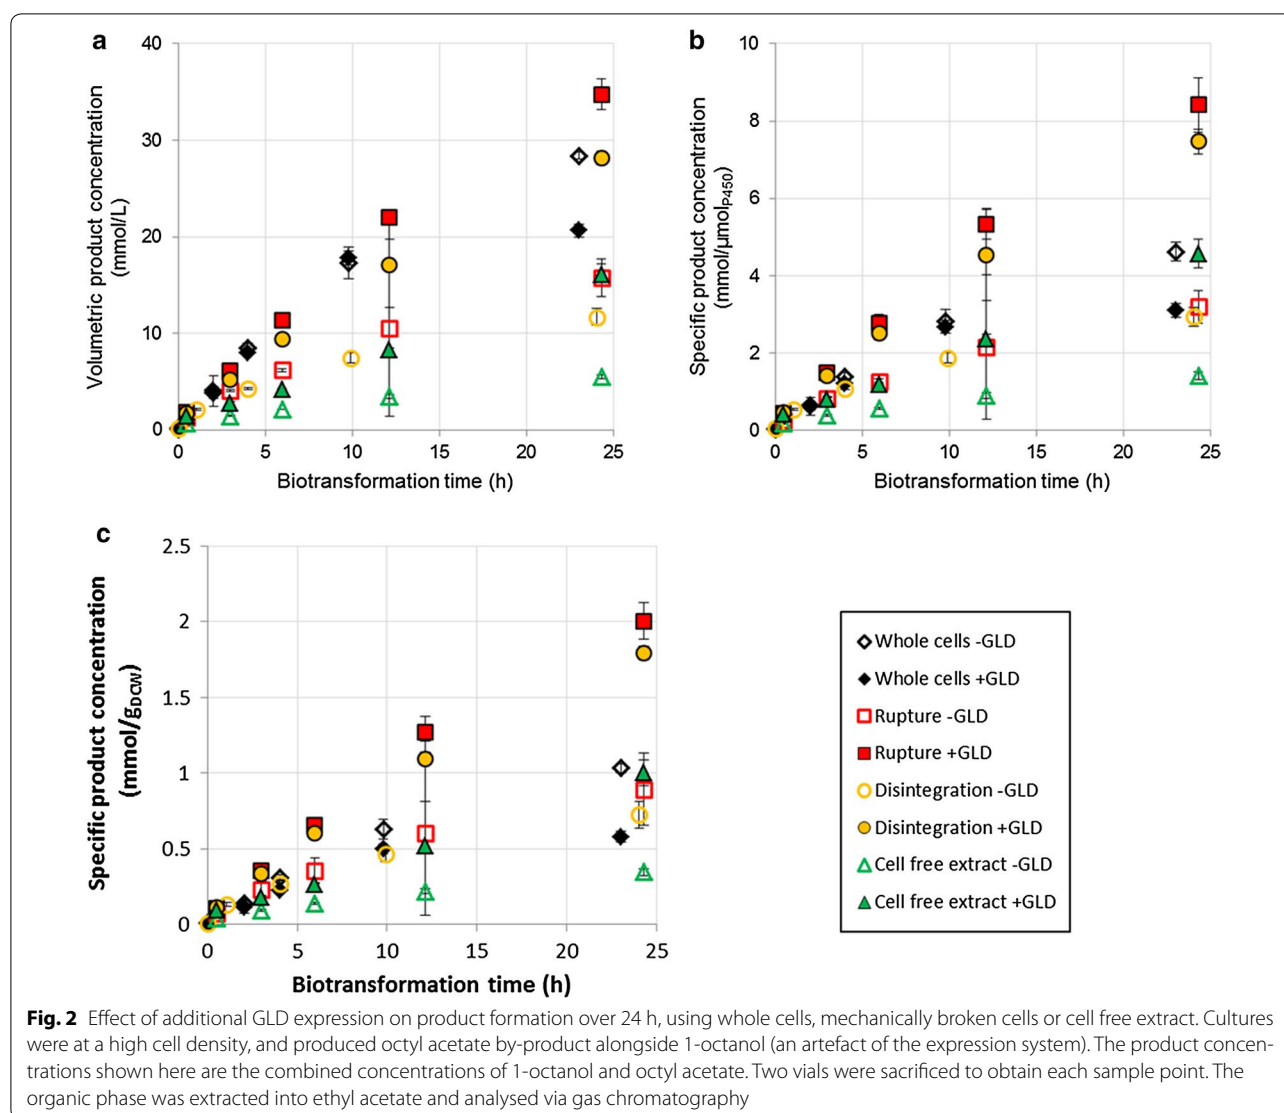 a
40
30
20
10
0
Volumetric product concentration
(mmol/L)
0 5 10 15 20 25
Biotransformation time (h)
b
10
8
6
4
2
0
Specific product concentration
(mmol/µmolP450)
0 5 10 15 20 25
Biotransformation time (h)
c
2.5
2
1.5
1
0.5
0
Specific product concentration
(mmol/gDCW)
0 5 10 15 20 25
Biotransformation time (h)
Whole cells -GLD
Whole cells +GLD
Rupture -GLD
Rupture +GLD
Disintegration -GLD
Disintegration +GLD
Cell free extract -GLD
Cell free extract +GLD
Fig. 2 Effect of additional GLD expression on product formation over 24 h, using whole cells, mechanically broken cells or cell free extract. Cultures
were at a high cell density, and produced octyl acetate by-product alongside 1-octanol (an artefact of the expression system). The product concen-
trations shown here are the combined concentrations of 1-octanol and octyl acetate. Two vials were sacrificed to obtain each sample point. The
organic phase was extracted into ethyl acetate and analysed via gas chromatography